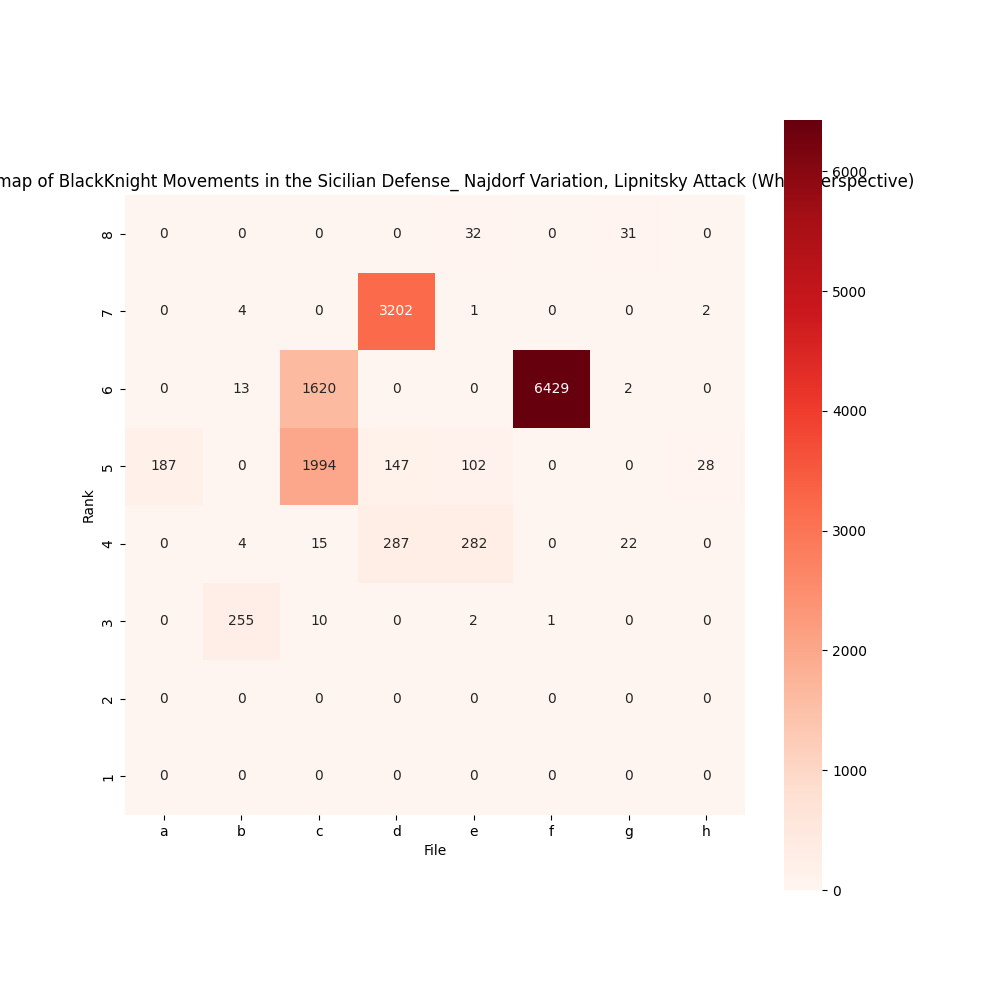 map of BlackKnight Movements in the Sicilian Defense_ Najdorf Variation, Lipnitsky Attack (Wh erspective)
8 0 0 0 0 32 0 31 0
7 0 4 0 3202 1 0 0 2
6 0 13 1620 0 0 6429 2 0
5 187 0 1994 147 102 0 0 28
4 0 4 15 287 282 0 22 0
3 0 255 10 0 2 1 0 0
2 0 0 0 0 0 0 0 0
1 0 0 0 0 0 0 0 0
a b c d e f g h
File
Rank
6000
5000
4000
3000
2000
1000
0